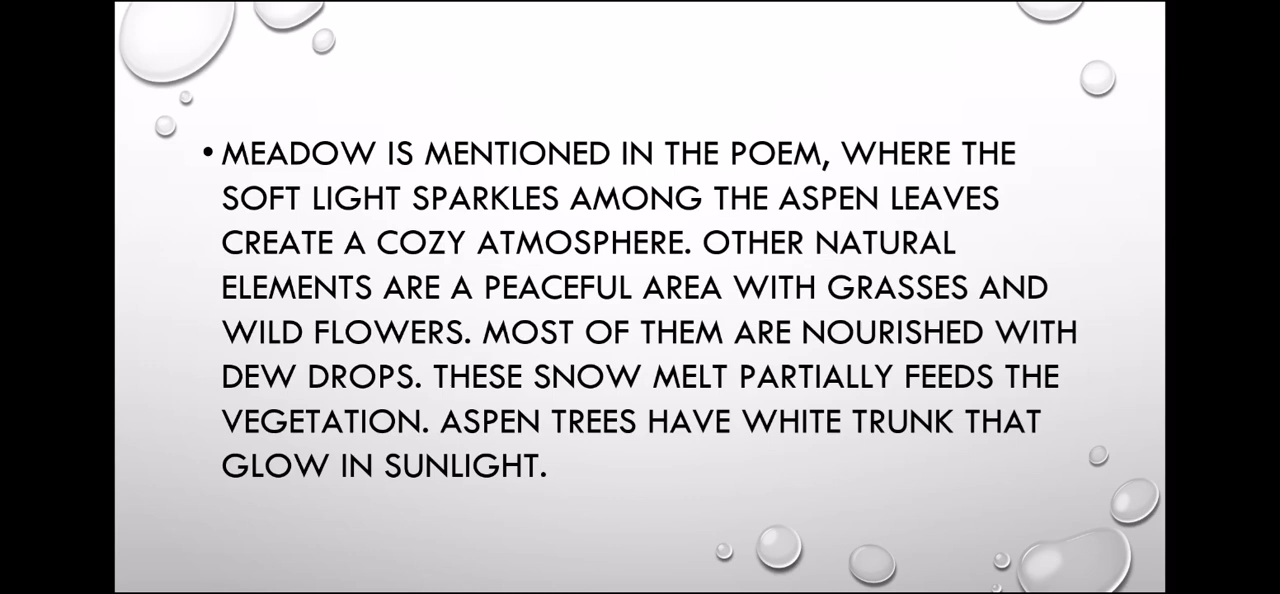 • MEADOW IS MENTIONED IN THE POEM, WHERE THE
SOFT LIGHT SPARKLES AMONG THE ASPEN LEAVES
CREATE A COZY ATMOSPHERE. OTHER NATURAL
ELEMENTS ARE A PEACEFUL AREA WITH GRASSES AND
WILD FLOWERS. MOST OF THEM ARE NOURISHED WITH
DEW DROPS. THESE SNOW MELT PARTIALLY FEEDS THE
VEGETATION. ASPEN TREES HAVE WHITE TRUNK THAT
GLOW IN SUNLIGHT.